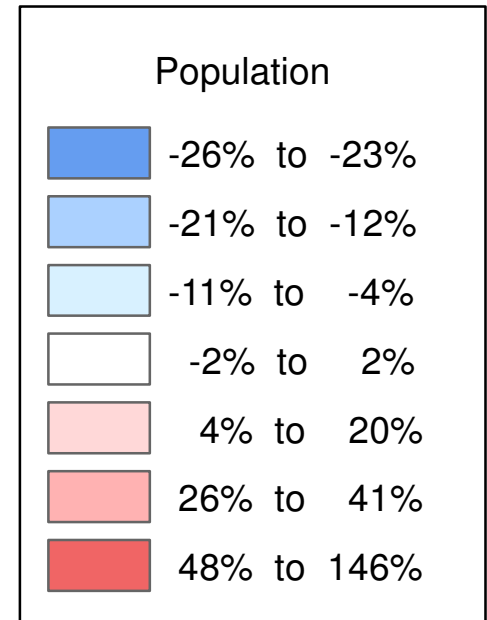 Population
-26% to -23%
-21% to -12%
-11% to -4%
-2% to 2%
4% to 20%
26% to 41%
48% to 146%